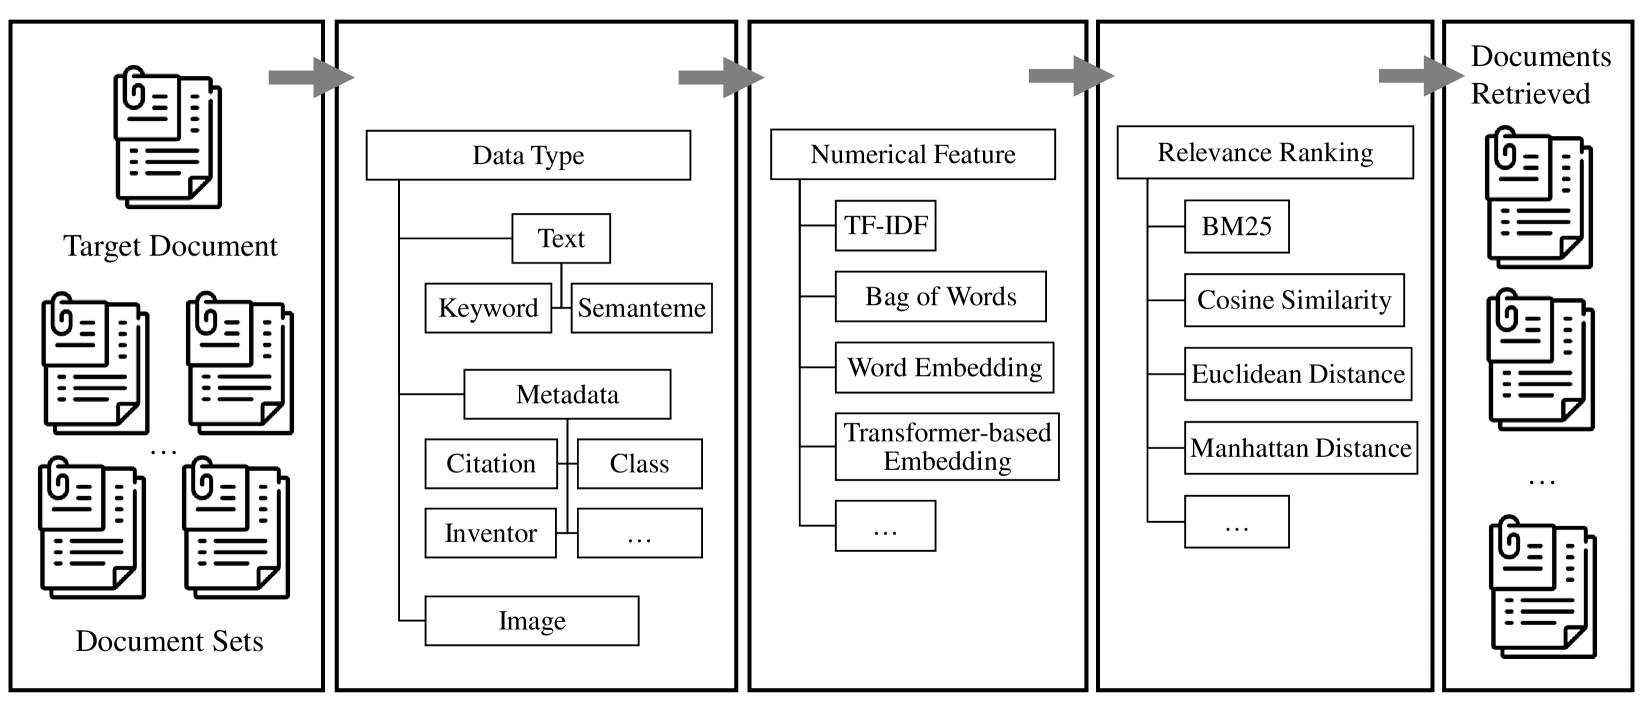 Target Document
...
Document Sets
Data Type
Text
Keyword
Semanteme
Metadata
Citation
Class
Inventor
...
Image
Numerical Feature
TF-IDF
Bag of Words
Word Embedding
Transformer-based
Embedding
...
Relevance Ranking
BM25
Cosine Similarity
Euclidean Distance
Manhattan Distance
...
Documents
Retrieved
...